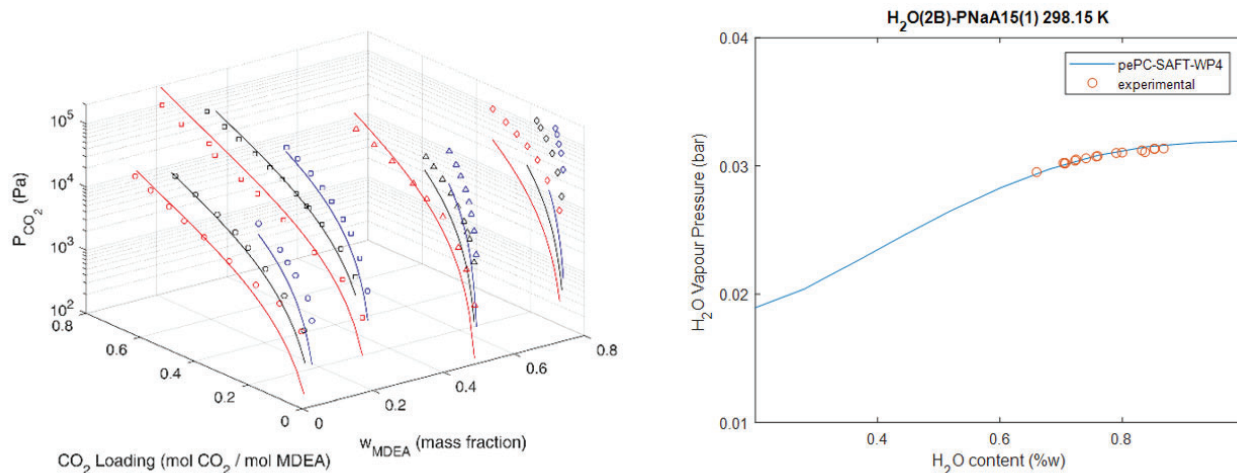 P_CO2 (Pa)
10^5
10^4
10^3
10^2
0.8
0.6
0.4
0.2
0
0
0.2
0.4
0.6
0.8
w_MDEA (mass fraction)
CO2 Loading (mol CO2 / mol MDEA)
H2O(2B)-PNaA15(1) 298.15 K
pePC-SAFT-WP4
experimental
H2O Vapour Pressure (bar)
0.04
0.03
0.02
0.01
0.4
0.6
0.8
H2O content (%w)